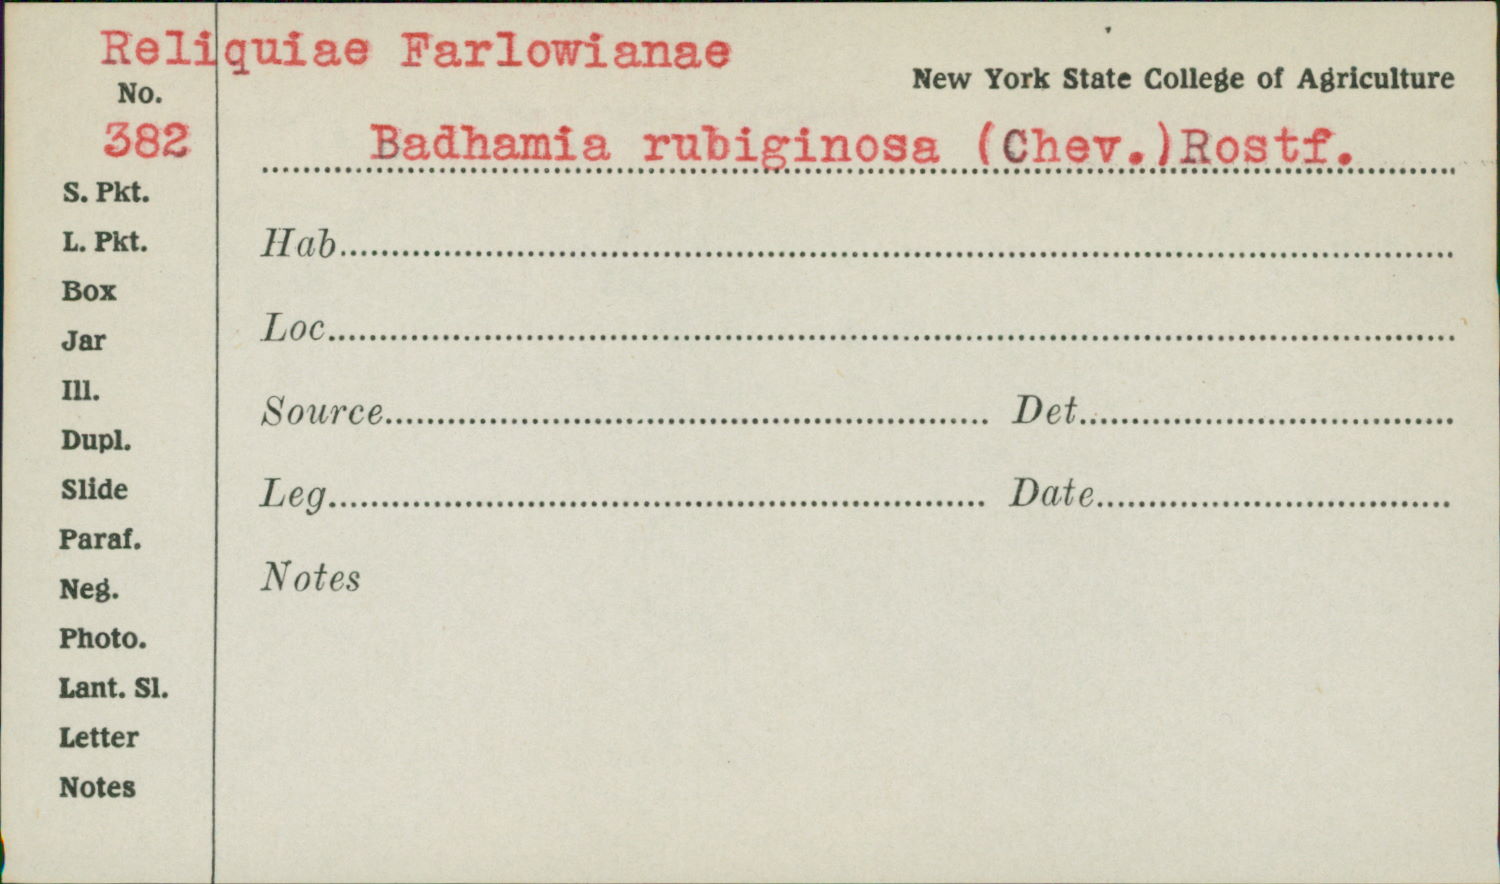 Reliquiae Farlowianae
New York State College of Agriculture
No.
382
Badhamia rubiginosa (Chev.)Rostf.
S. Pkt.
L. Pkt.
Box
Jar
Ill.
Dupl.
Slide
Paraf.
Neg.
Photo.
Lant. Sl.
Letter
Notes
Hab
Loc
Source Det
Leg Date
Notes